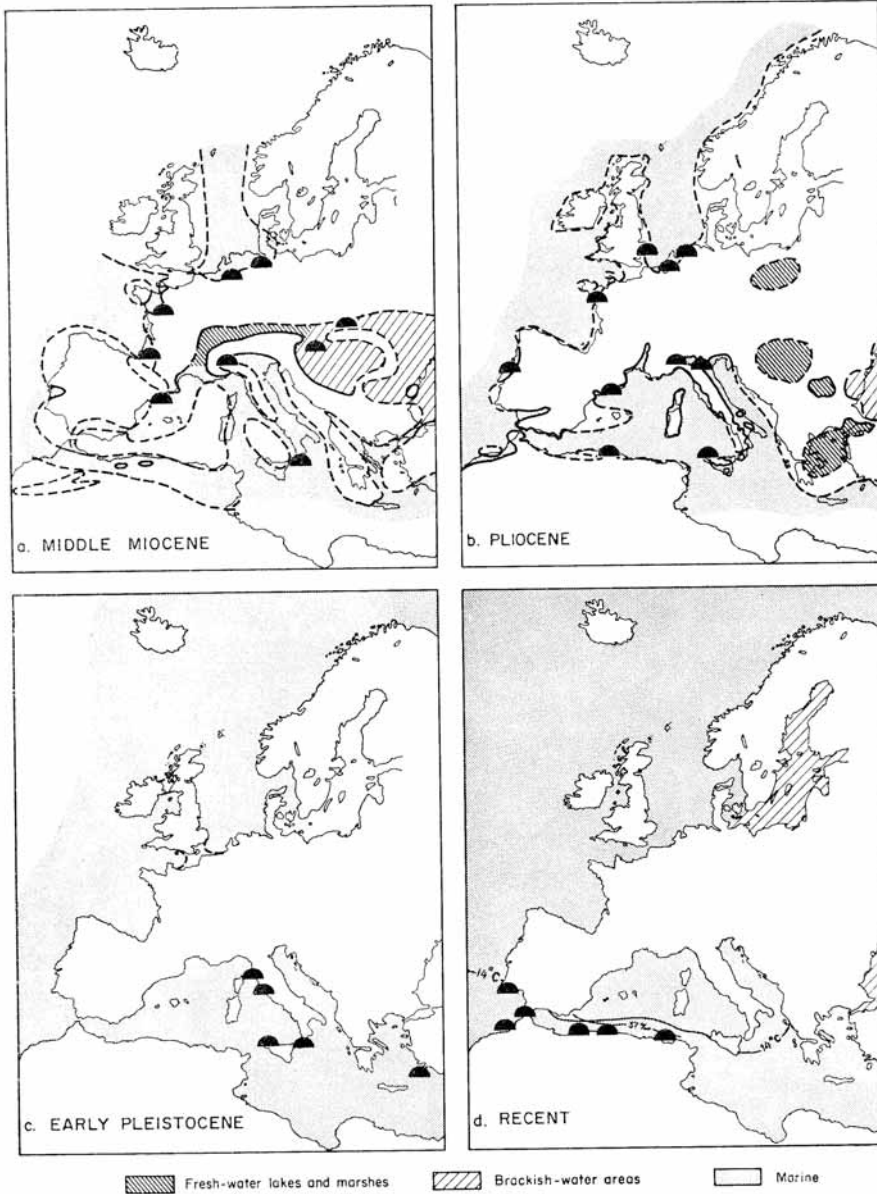 a. MIDDLE MIOCENE
b. PLIOCENE
c. EARLY PLEISTOCENE
d. RECENT
14°C
37‰
14°C
Fresh-water lakes and marshes
Brackish-water areas
Marine